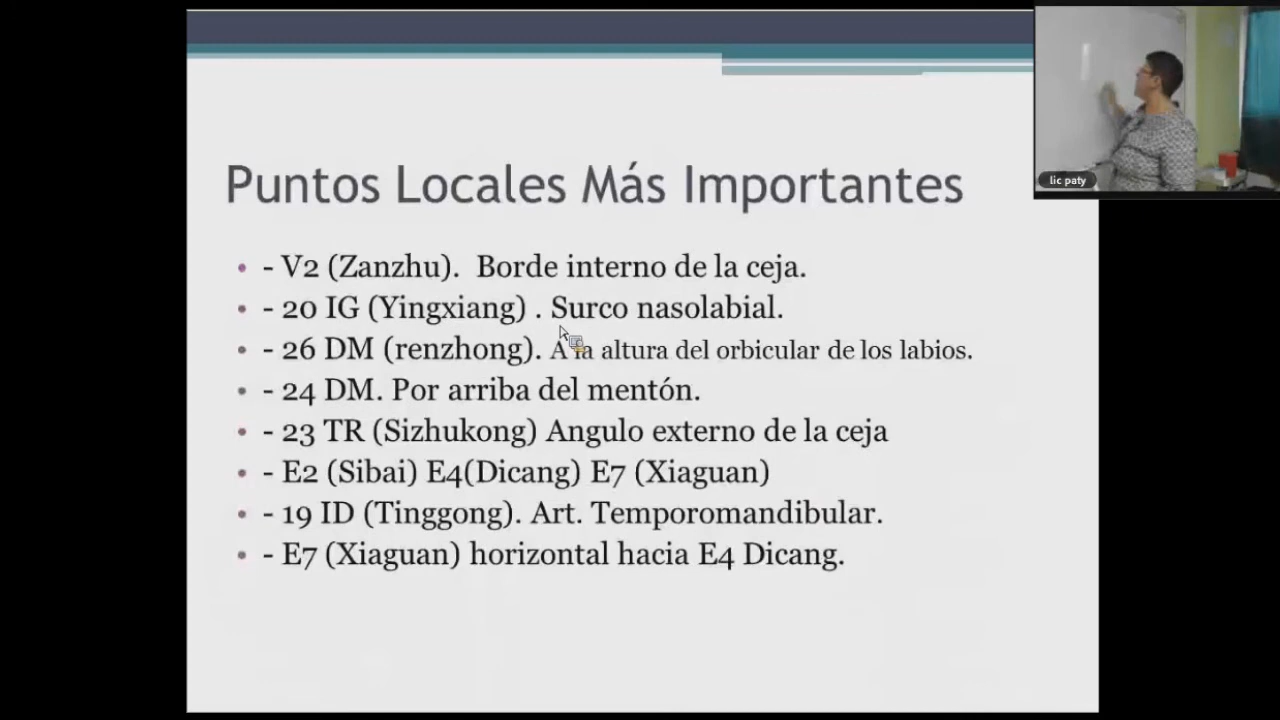 Puntos Locales Más Importantes
- V2 (Zanzhu).  Borde interno de la ceja.
- 20 IG (Yingxiang) . Surco nasolabial.
- 26 DM (renzhong). A la altura del orbicular de los labios.
- 24 DM. Por arriba del mentón.
- 23 TR (Sizhukong) Angulo externo de la ceja
- E2 (Sibai) E4(Dicang) E7 (Xiaguan)
- 19 ID (Tinggong). Art. Temporomandibular.
- E7 (Xiaguan) horizontal hacia E4 Dicang.
lic paty